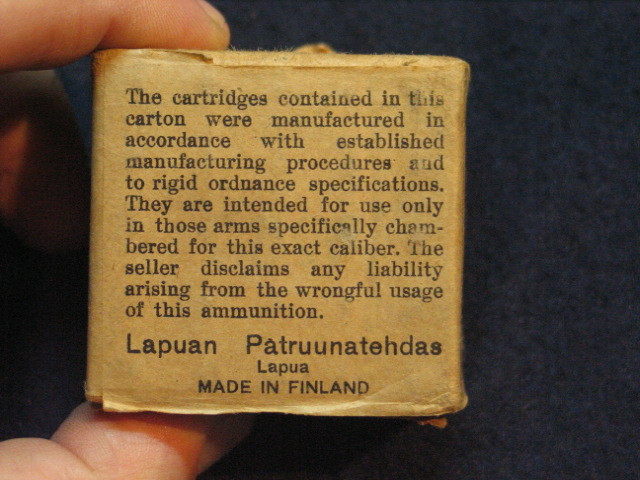 The cartridges contained in this
carton were manufactured in
accordance with established
manufacturing procedures and
to rigid ordnance specifications.
They are intended for use only
in those arms specifically cham-
bered for this exact caliber. The
seller disclaims any liability
arising from the wrongful usage
of this ammunition.
Lapuan Patruunatehdas
Lapua
MADE IN FINLAND